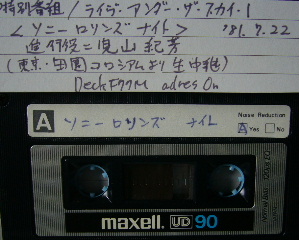 特別番組/ライヴ・アンダー・ザ・スカイ・1
<ソニー ロリンズ ナイト> '81.7.22
進行役=児山紀芳
(東京・田園コロシアムより生中継)
Deck F77M adres On
A ソニー ロリンズ ナイト
Noise Reduction
A Yes No
maxell. UD 90